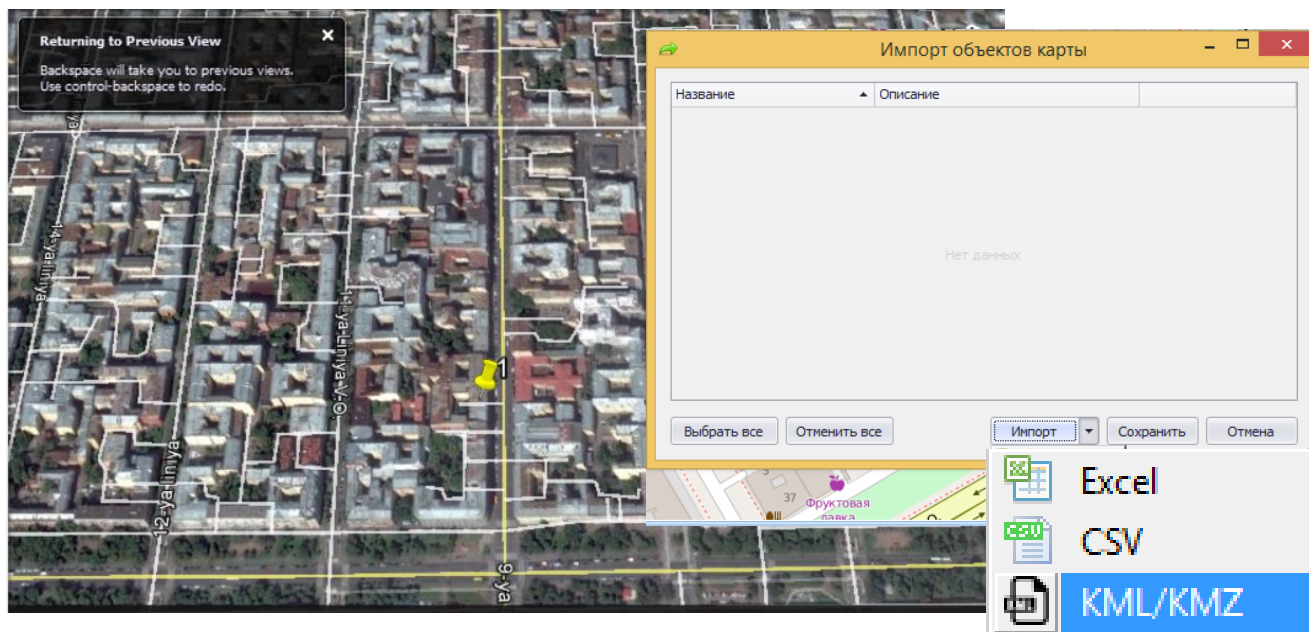 Returning to Previous View
Backspace will take you to previous views.
Use control-backspace to redo.
14-ya liniya
11-ya Liniya V.O.
12-ya liniya
9-ya
1
Импорт объектов карты
Название
Описание
Нет данных
Выбрать все
Отменить все
Импорт
Сохранить
Отмена
37
Фруктовая
лавка
Excel
CSV
KML/KMZ